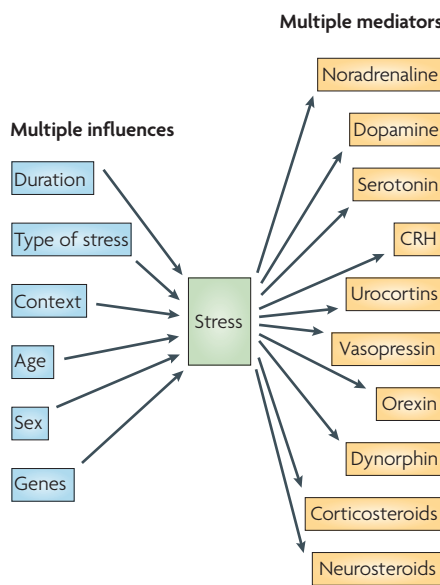 Multiple mediators
Noradrenaline
Dopamine
Serotonin
CRH
Urocortins
Vasopressin
Orexin
Dynorphin
Corticosteroids
Neurosteroids
Multiple influences
Duration
Type of stress
Context
Age
Sex
Genes
Stress